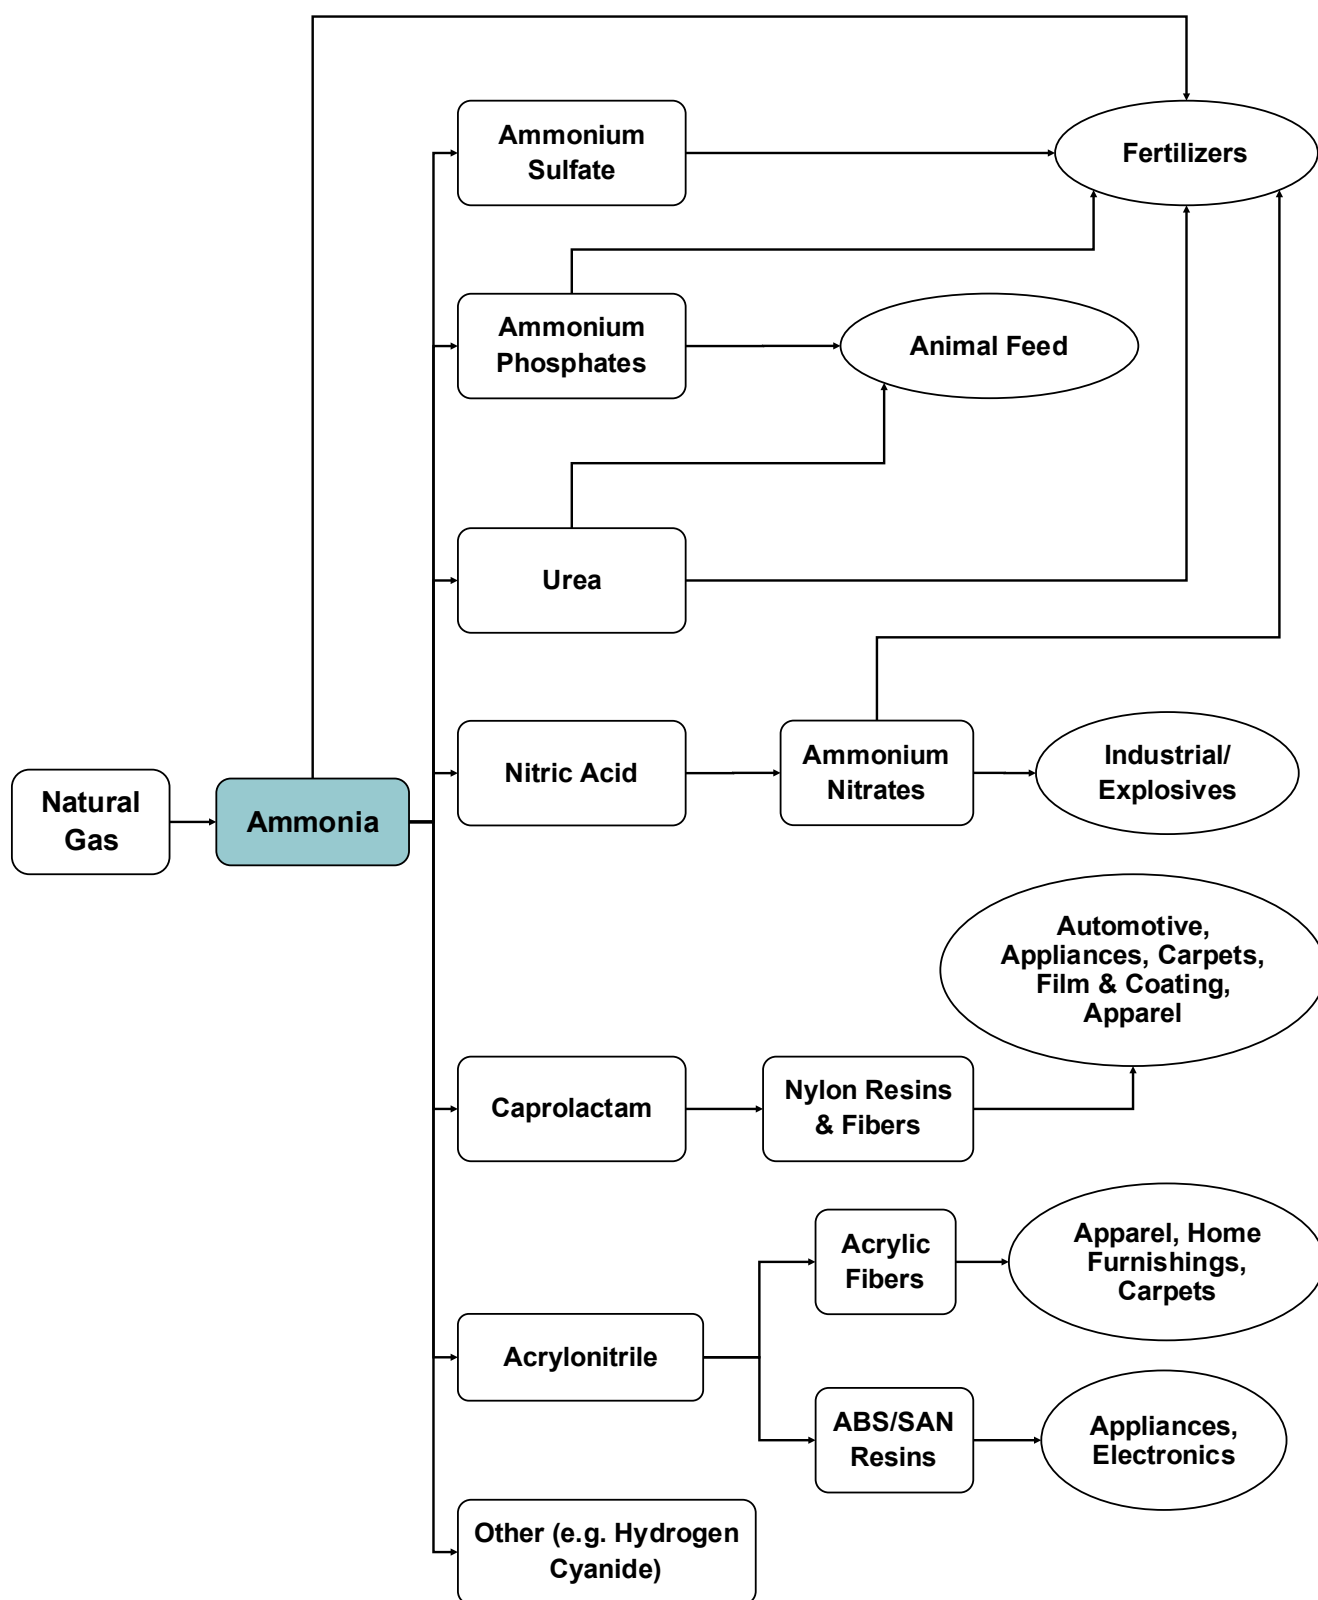 Ammonium
Sulfate
Fertilizers
Ammonium
Phosphates
Animal Feed
Urea
Natural
Gas
Ammonia
Nitric Acid
Ammonium
Nitrates
Industrial/
Explosives
Automotive,
Appliances, Carpets,
Film & Coating,
Apparel
Caprolactam
Nylon Resins
& Fibers
Acrylic
Fibers
Apparel, Home
Furnishings,
Carpets
Acrylonitrile
ABS/SAN
Resins
Appliances,
Electronics
Other (e.g. Hydrogen
Cyanide)